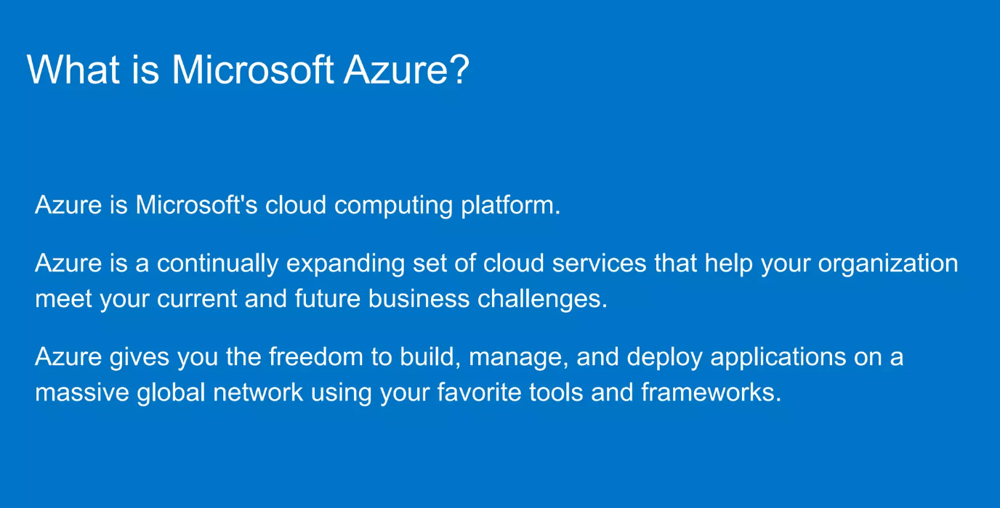 What is Microsoft Azure?
Azure is Microsoft's cloud computing platform.
Azure is a continually expanding set of cloud services that help your organization
meet your current and future business challenges.
Azure gives you the freedom to build, manage, and deploy applications on a
massive global network using your favorite tools and frameworks.